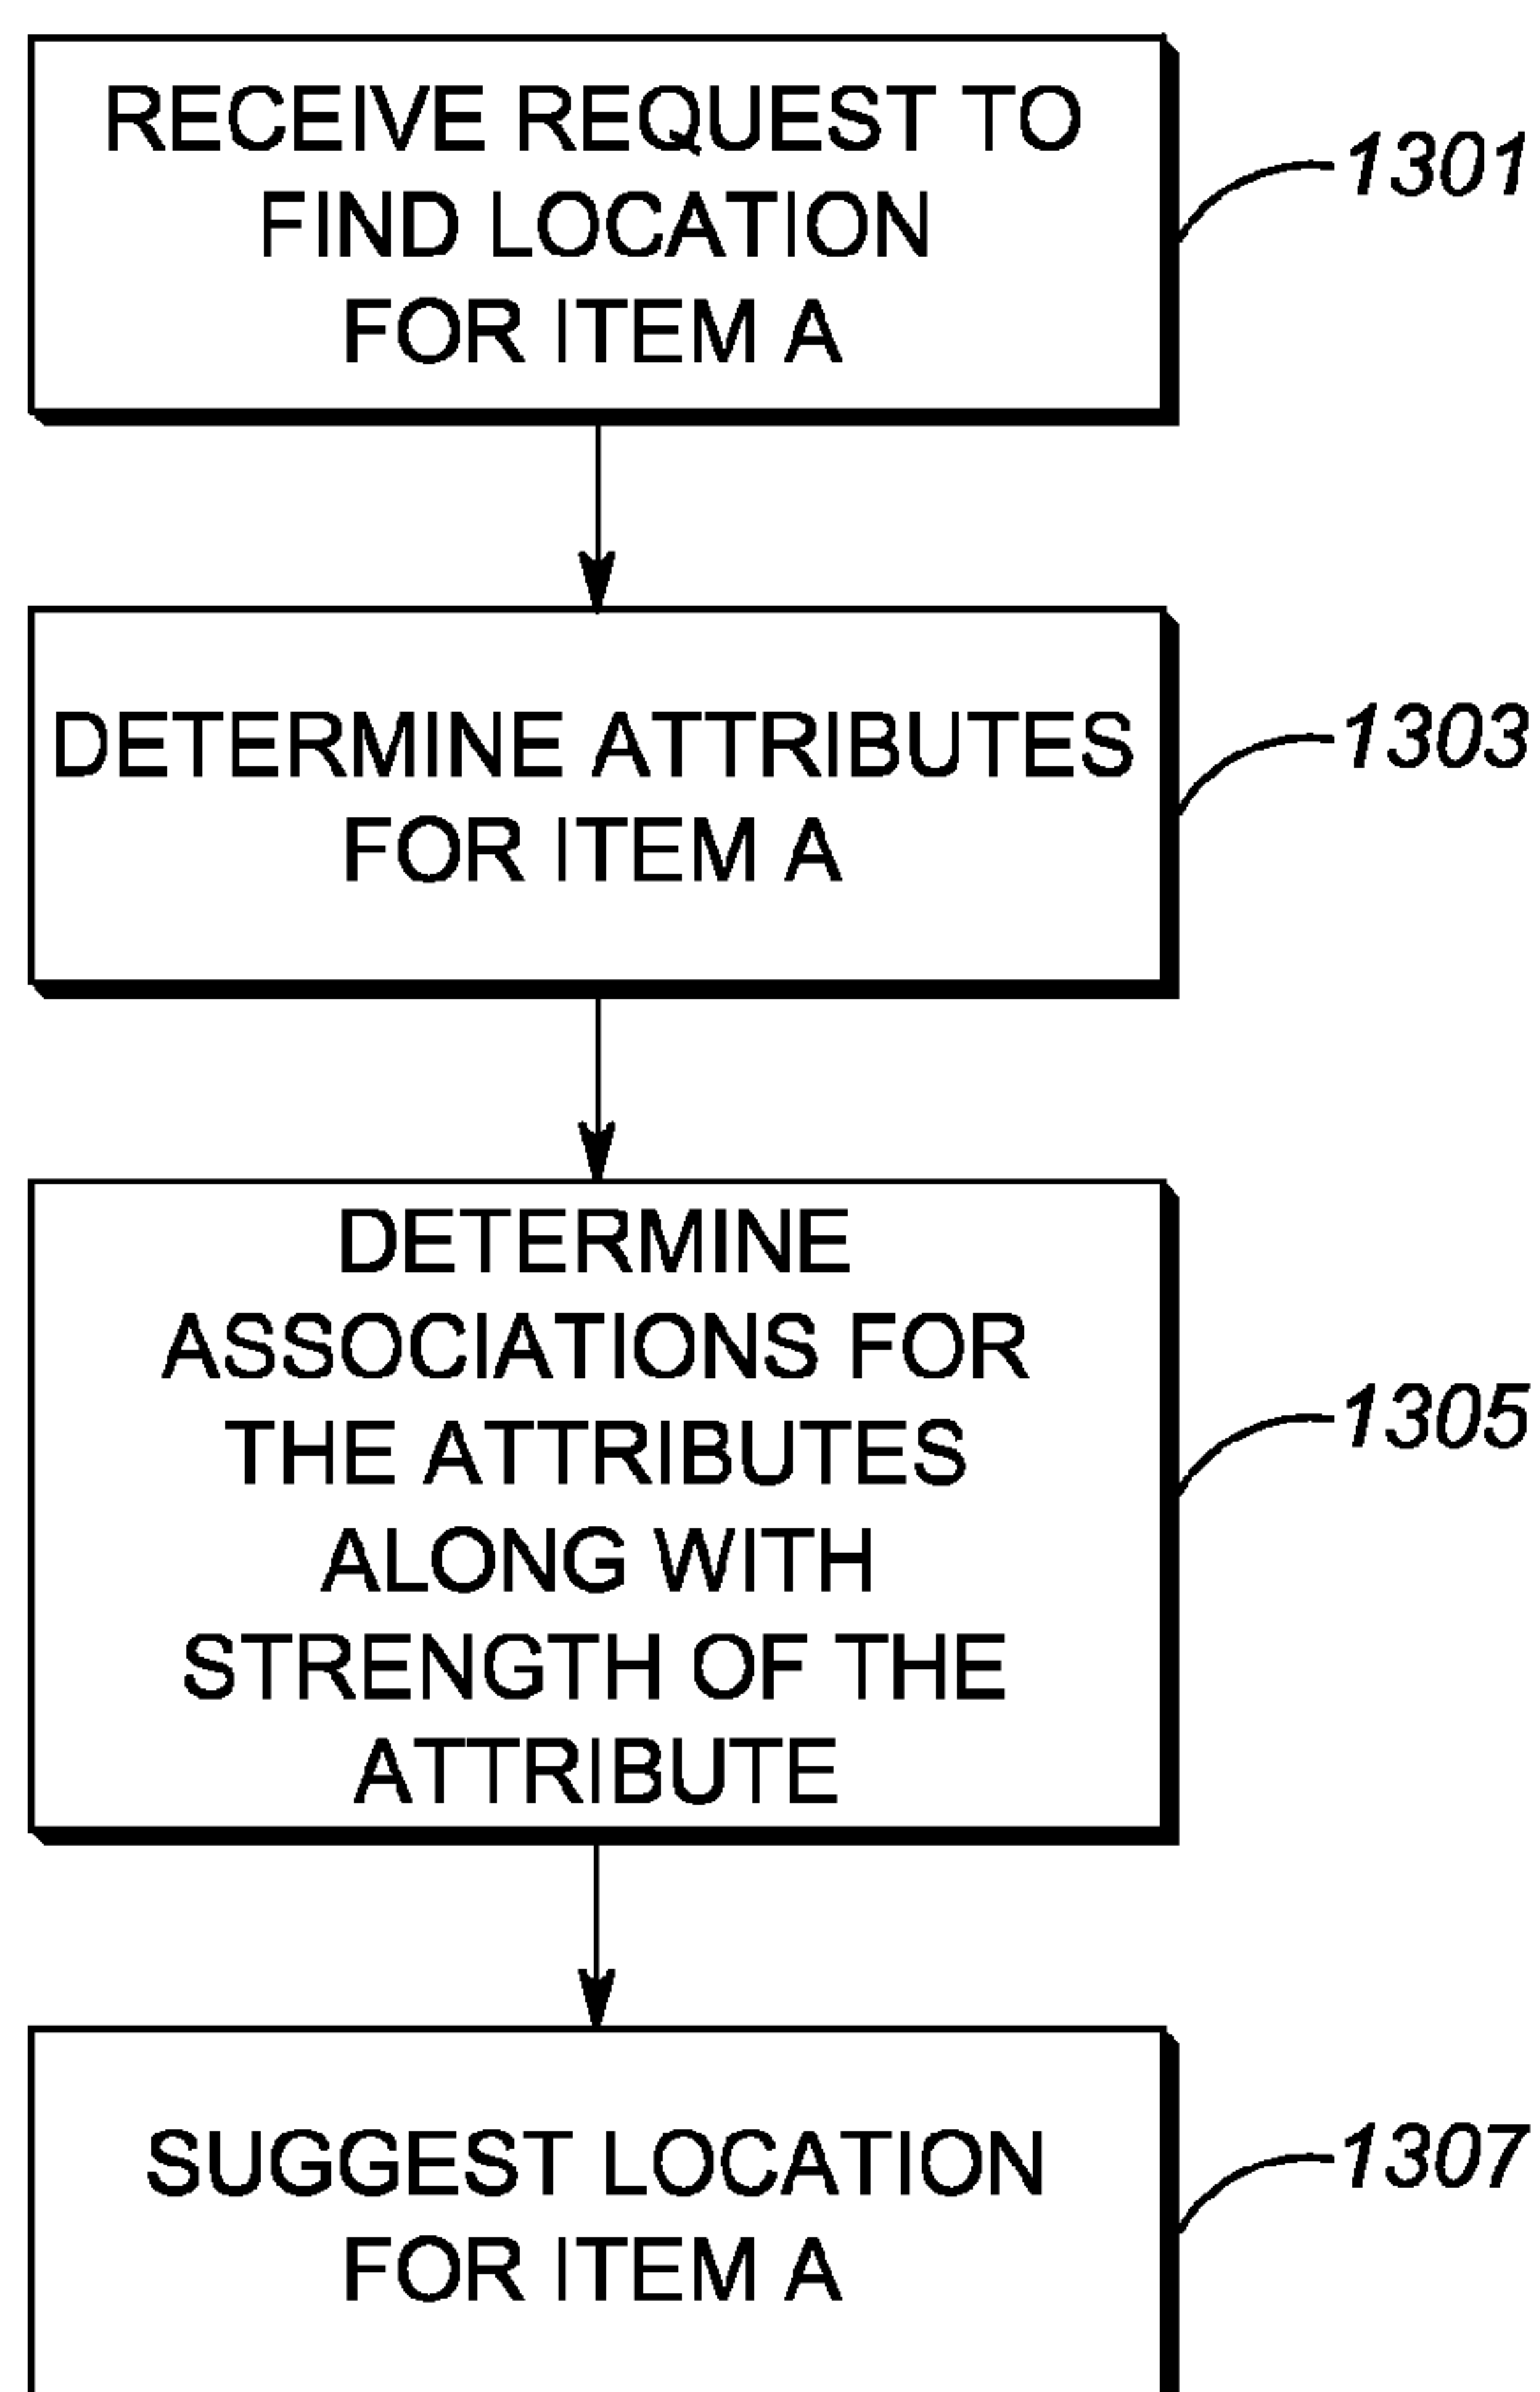 RECEIVE REQUEST TO
FIND LOCATION
FOR ITEM A
1301
DETERMINE ATTRIBUTES
FOR ITEM A
1303
DETERMINE
ASSOCIATIONS FOR
THE ATTRIBUTES
ALONG WITH
STRENGTH OF THE
ATTRIBUTE
1305
SUGGEST LOCATION
FOR ITEM A
1307